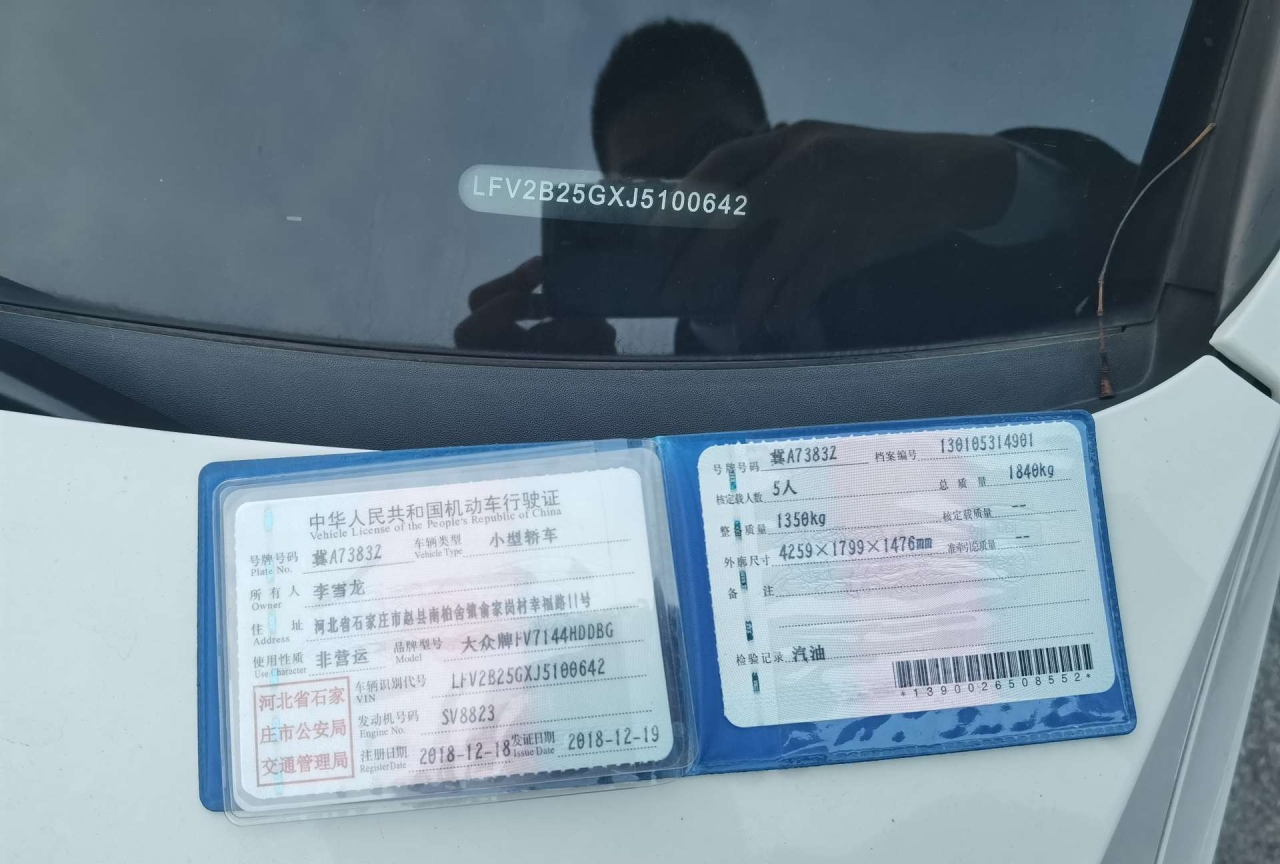 LFV2B25GXJ5100642
中华人民共和国机动车行驶证
Vehicle License of the People's Republic of China
号牌号码 冀A7383Z 车辆类型 小型轿车
Plate No. Vehicle Type
所有人 李雪龙
Owner
住址 河北省石家庄市赵县南柏舍镇俞家岗村幸福路11号
Address
使用性质 非营运 品牌型号 大众牌FV7144HDDBG
Use Character Model
河北省石家
庄市公安局
交通管理局
车辆识别代号 LFV2B25GXJ5100642
VIN
发动机号码 SV8823
Engine No.
注册日期 2018-12-18 发证日期 2018-12-19
Register Date Issue Date
号牌号码 冀A7383Z 档案编号 130105314901
核定载人数 5人 总质量 1840kg
整备质量 1350kg 核定载质量 --
外廓尺寸 4259×1799×1476mm 准牵引总质量 --
备注
检验记录 汽油
*1390026508552*